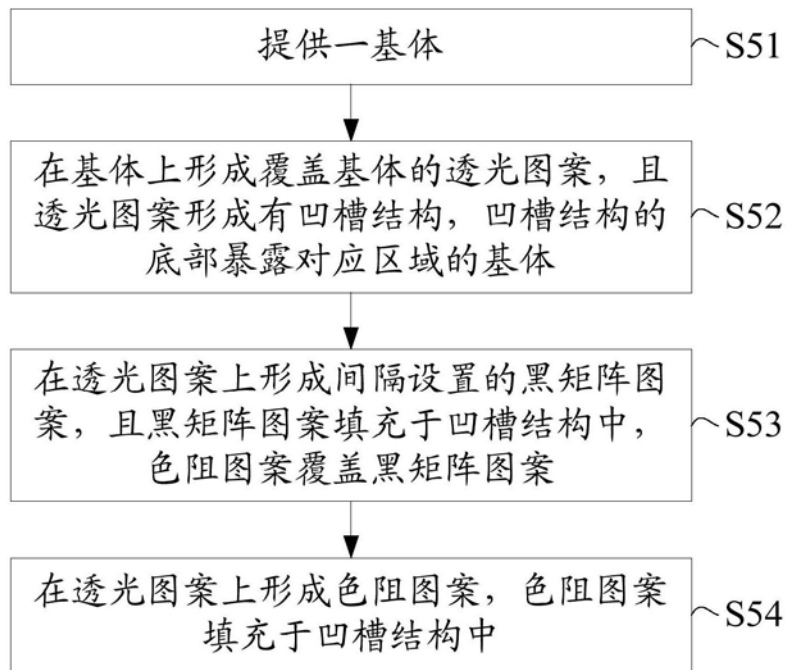 提供一基体
S51
在基体上形成覆盖基体的透光图案，且
透光图案形成有凹槽结构，凹槽结构的
底部暴露对应区域的基体
S52
在透光图案上形成间隔设置的黑矩阵图
案，且黑矩阵图案填充于凹槽结构中，
色阻图案覆盖黑矩阵图案
S53
在透光图案上形成色阻图案，色阻图案
填充于凹槽结构中
S54